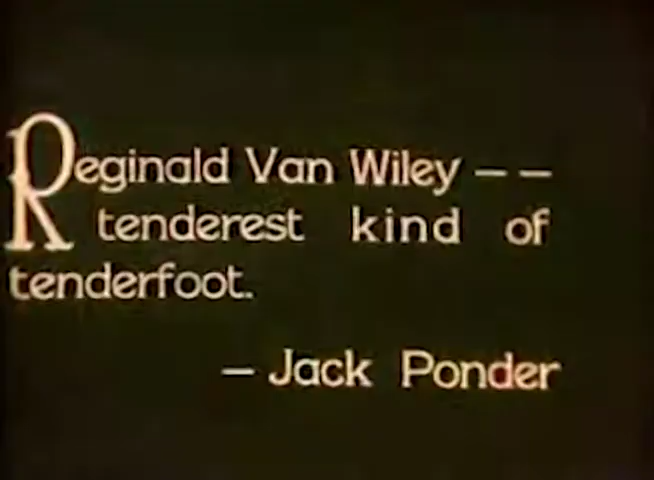 Reginald Van Wiley — —
tenderest kind of
tenderfoot.
— Jack Ponder